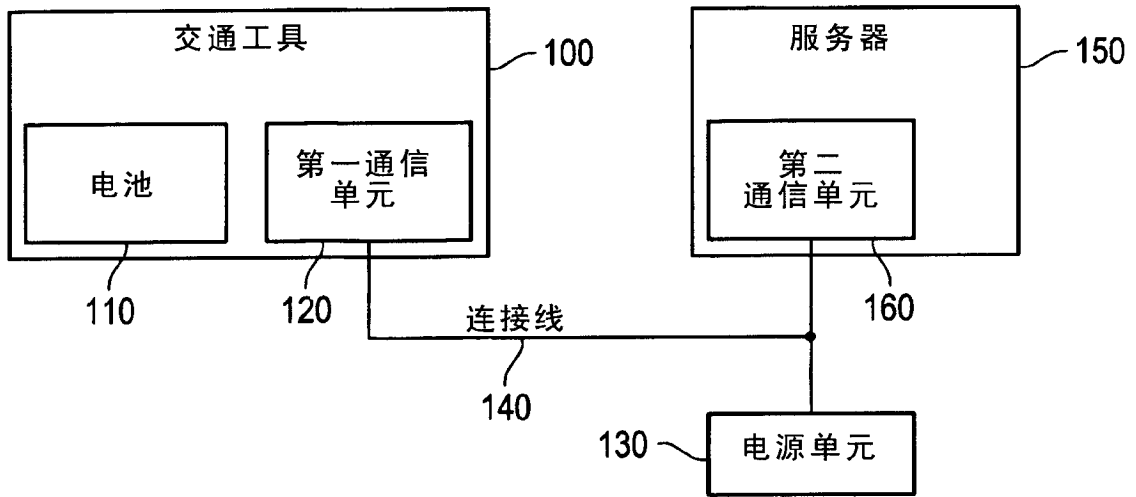 交通工具
100
服务器
150
电池
第一通信
单元
第二
通信单元
110
120
160
连接线
140
130
电源单元